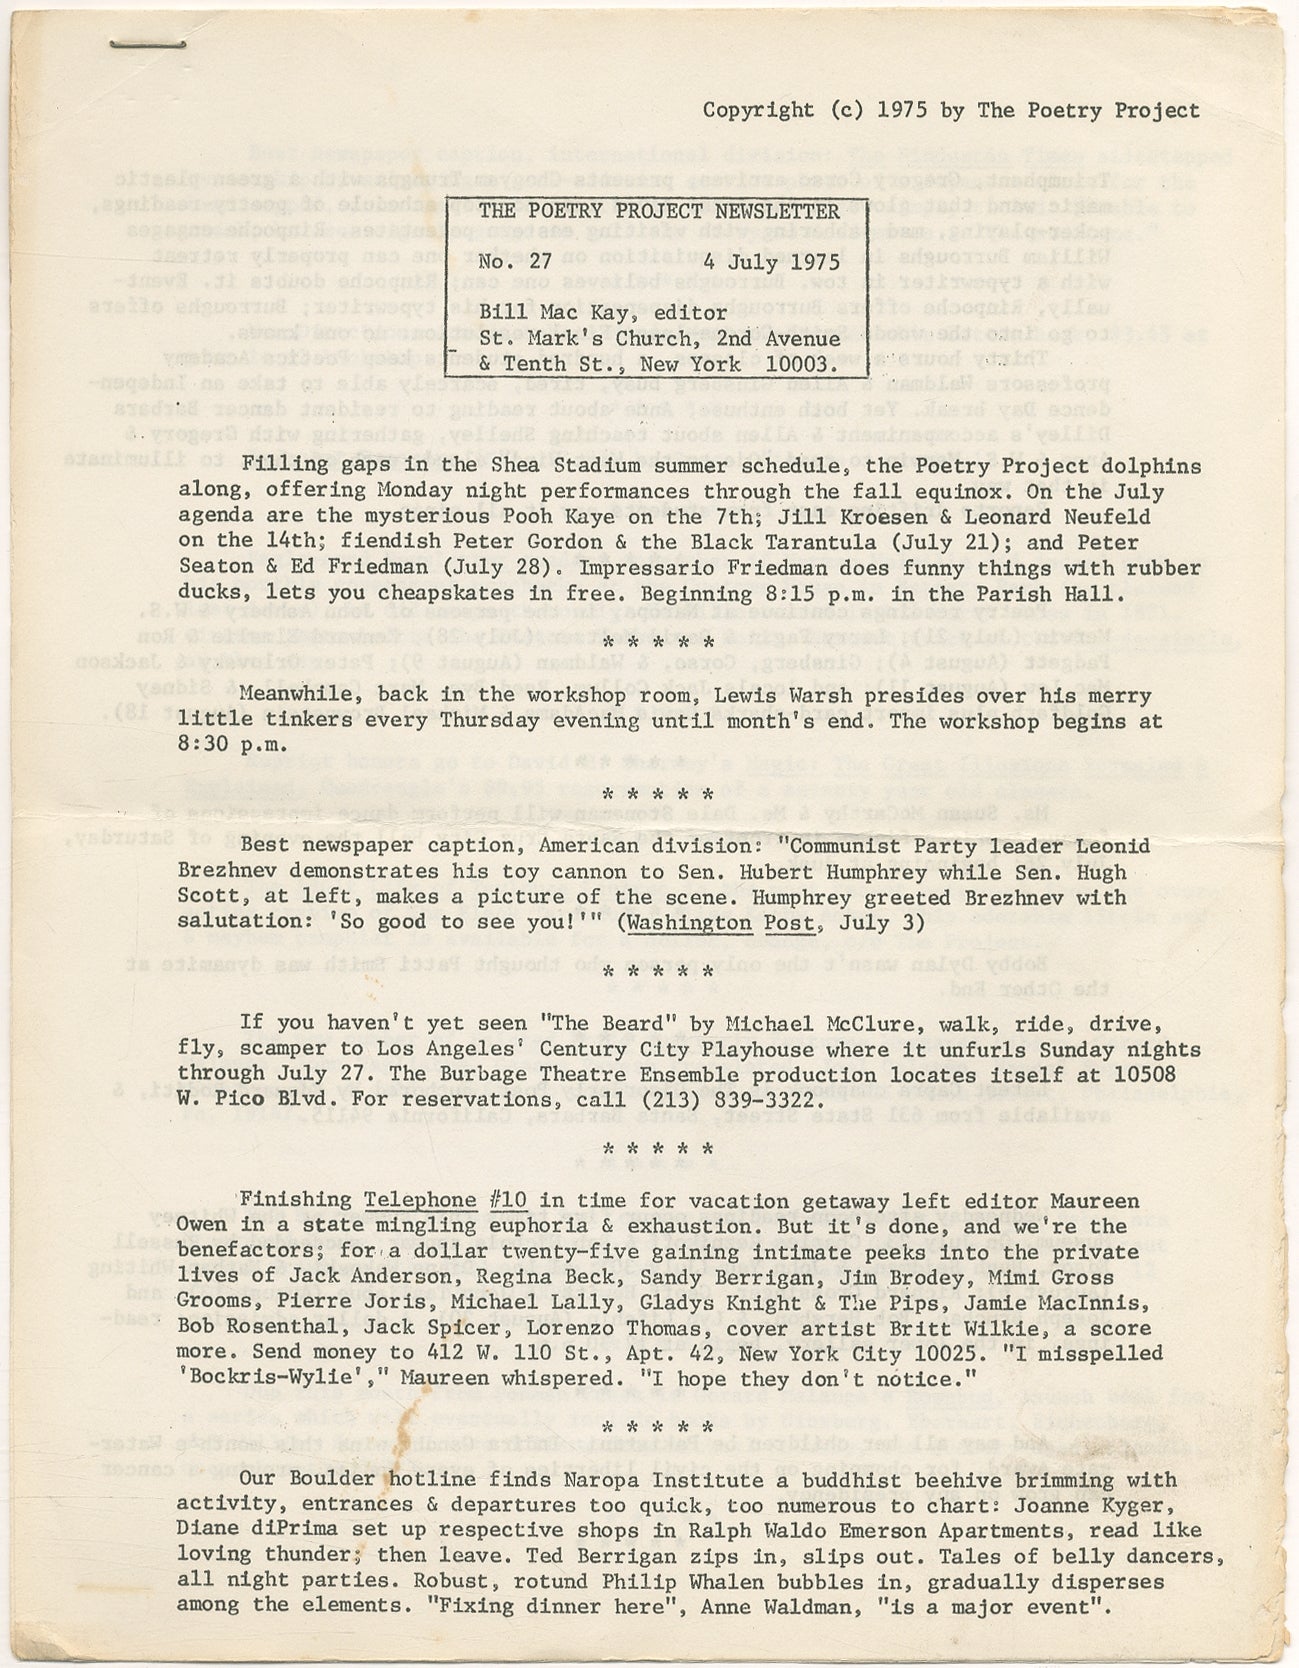 Copyright (c) 1975 by The Poetry Project
THE POETRY PROJECT NEWSLETTER
No. 27 4 July 1975
Bill Mac Kay, editor
St. Mark's Church, 2nd Avenue
& Tenth St., New York 10003.
Filling gaps in the Shea Stadium summer schedule, the Poetry Project dolphins
along, offering Monday night performances through the fall equinox. On the July
agenda are the mysterious Pooh Kaye on the 7th; Jill Kroesen & Leonard Neufeld
on the 14th; fiendish Peter Gordon & the Black Tarantula (July 21); and Peter
Seaton & Ed Friedman (July 28). Impressario Friedman does funny things with rubber
ducks, lets you cheapskates in free. Beginning 8:15 p.m. in the Parish Hall.
* * * * *
Meanwhile, back in the workshop room, Lewis Warsh presides over his merry
little tinkers every Thursday evening until month's end. The workshop begins at
8:30 p.m.
* * * * *
Best newspaper caption, American division: "Communist Party leader Leonid
Brezhnev demonstrates his toy cannon to Sen. Hubert Humphrey while Sen. Hugh
Scott, at left, makes a picture of the scene. Humphrey greeted Brezhnev with
salutation: 'So good to see you!'" (Washington Post, July 3)
* * * * *
If you haven't yet seen "The Beard" by Michael McClure, walk, ride, drive,
fly, scamper to Los Angeles' Century City Playhouse where it unfurls Sunday nights
through July 27. The Burbage Theatre Ensemble production locates itself at 10508
W. Pico Blvd. For reservations, call (213) 839-3322.
* * * * *
Finishing Telephone #10 in time for vacation getaway left editor Maureen
Owen in a state mingling euphoria & exhaustion. But it's done, and we're the
benefactors; for a dollar twenty-five gaining intimate peeks into the private
lives of Jack Anderson, Regina Beck, Sandy Berrigan, Jim Brodey, Mimi Gross
Grooms, Pierre Joris, Michael Lally, Gladys Knight & The Pips, Jamie MacInnis,
Bob Rosenthal, Jack Spicer, Lorenzo Thomas, cover artist Britt Wilkie, a score
more. Send money to 412 W. 110 St., Apt. 42, New York City 10025. "I misspelled
'Bockris-Wylie'," Maureen whispered. "I hope they don't notice."
* * * * *
Our Boulder hotline finds Naropa Institute a buddhist beehive brimming with
activity, entrances & departures too quick, too numerous to chart: Joanne Kyger,
Diane diPrima set up respective shops in Ralph Waldo Emerson Apartments, read like
loving thunder; then leave. Ted Berrigan zips in, slips out. Tales of belly dancers,
all night parties. Robust, rotund Philip Whalen bubbles in, gradually disperses
among the elements. "Fixing dinner here", Anne Waldman, "is a major event".